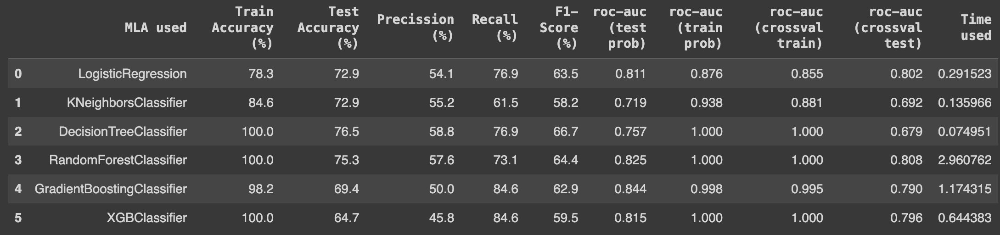 MLA used Train Accuracy (%) Test Accuracy (%) Precission (%) Recall (%) F1-Score (%) roc-auc (test prob) roc-auc (train prob) roc-auc (crossval train) roc-auc (crossval test) Time used
0 LogisticRegression 78.3 72.9 54.1 76.9 63.5 0.811 0.876 0.855 0.802 0.291523
1 KNeighborsClassifier 84.6 72.9 55.2 61.5 58.2 0.719 0.938 0.881 0.692 0.135966
2 DecisionTreeClassifier 100.0 76.5 58.8 76.9 66.7 0.757 1.000 1.000 0.679 0.074951
3 RandomForestClassifier 100.0 75.3 57.6 73.1 64.4 0.825 1.000 1.000 0.808 2.960762
4 GradientBoostingClassifier 98.2 69.4 50.0 84.6 62.9 0.844 0.998 0.995 0.790 1.174315
5 XGBClassifier 100.0 64.7 45.8 84.6 59.5 0.815 1.000 1.000 0.796 0.644383